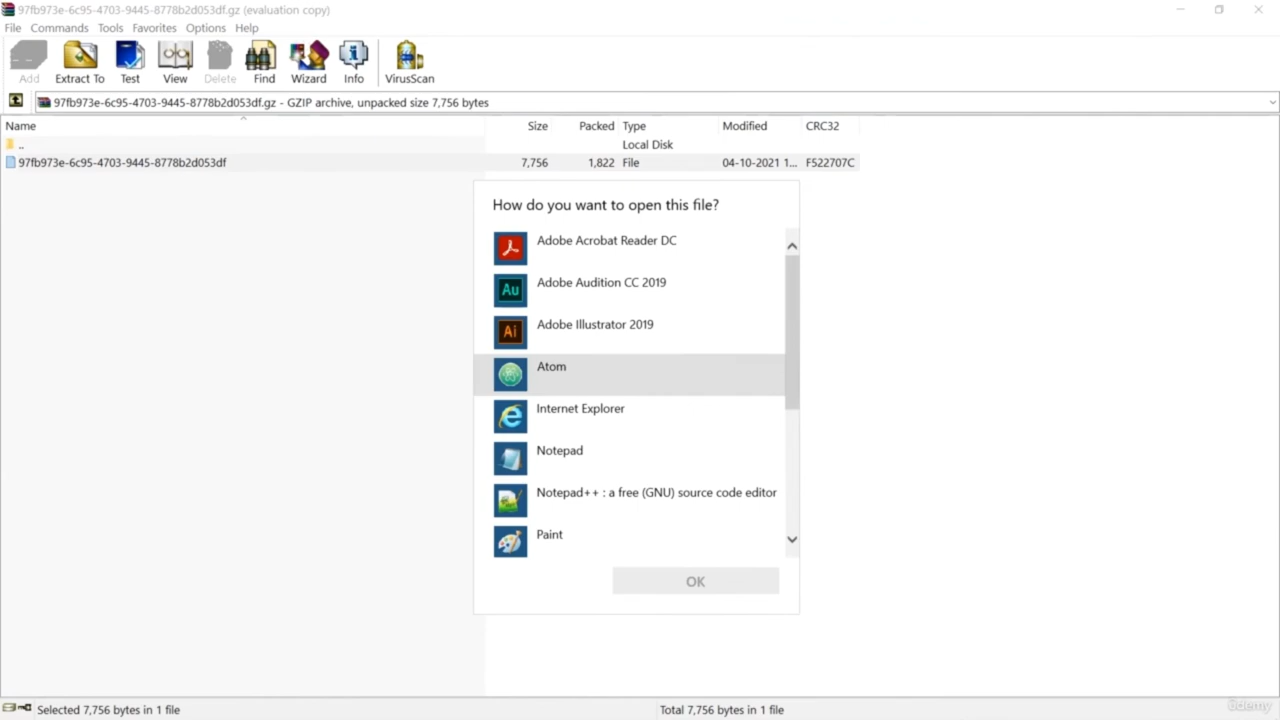 97fb973e-6c95-4703-9445-8778b2d053df.gz (evaluation copy)
File Commands Tools Favorites Options Help
Add Extract To Test View Delete Find Wizard Info VirusScan
97fb973e-6c95-4703-9445-8778b2d053df.gz - GZIP archive, unpacked size 7,756 bytes
Name Size Packed Type Modified CRC32
.. Local Disk
97fb973e-6c95-4703-9445-8778b2d053df 7,756 1,822 File 04-10-2021 1... F522707C
How do you want to open this file?
Adobe Acrobat Reader DC
Au Adobe Audition CC 2019
Ai Adobe Illustrator 2019
Atom
Internet Explorer
Notepad
Notepad++ : a free (GNU) source code editor
Paint
OK
Selected 7,756 bytes in 1 file Total 7,756 bytes in 1 file
ûdemy